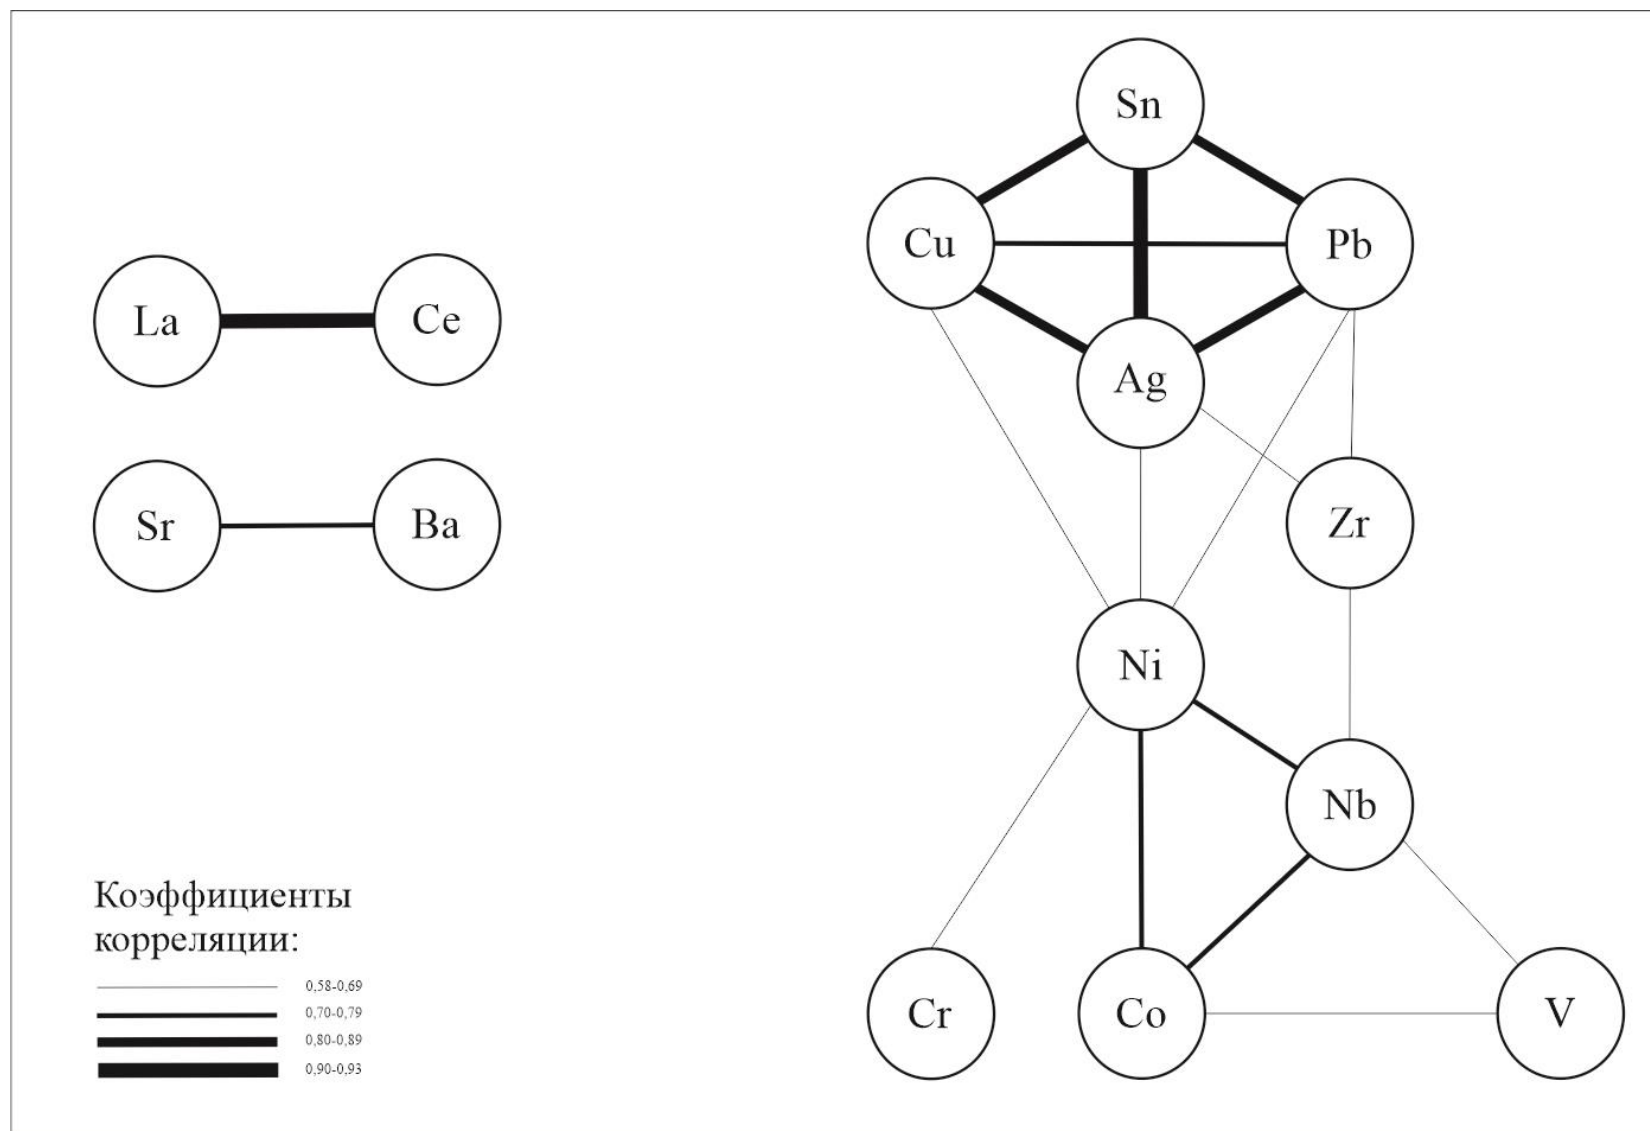 Sn
Cu
Pb
La
Ce
Ag
Sr
Ba
Zr
Ni
Nb
Коэффициенты
корреляции:
0,58-0,69
0,70-0,79
0,80-0,89
0,90-0,93
Cr
Co
V